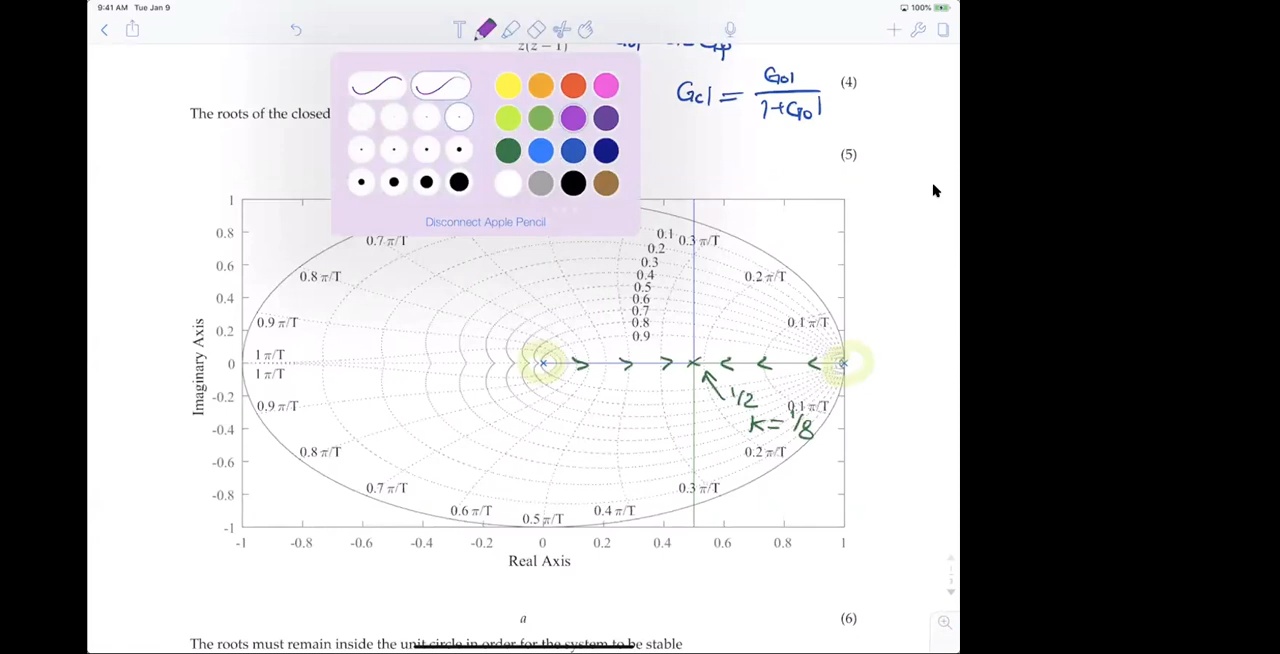 9:41 AM Tue Jan 9
100%
T
z(z − 1)
Gcl = Gol / 1+Gol
(4)
The roots of the closed
(5)
Disconnect Apple Pencil
1
0.8
0.6
0.4
0.2
0
-0.2
-0.4
-0.6
-0.8
-1
Imaginary Axis
0.7 π/T
0.8 π/T
0.9 π/T
1 π/T
1 π/T
0.9 π/T
0.8 π/T
0.7 π/T
0.6 π/T
0.5 π/T
0.4 π/T
0.3 π/T
0.2 π/T
0.1 π/T
0.1
0.2
0.3
0.4
0.5
0.6
0.7
0.8
0.9
0.3 π/T
0.2 π/T
0.1 π/T
1/2
K = 1/8
-1 -0.8 -0.6 -0.4 -0.2 0 0.2 0.4 0.6 0.8 1
Real Axis
a
(6)
The roots must remain inside the unit circle in order for the system to be stable